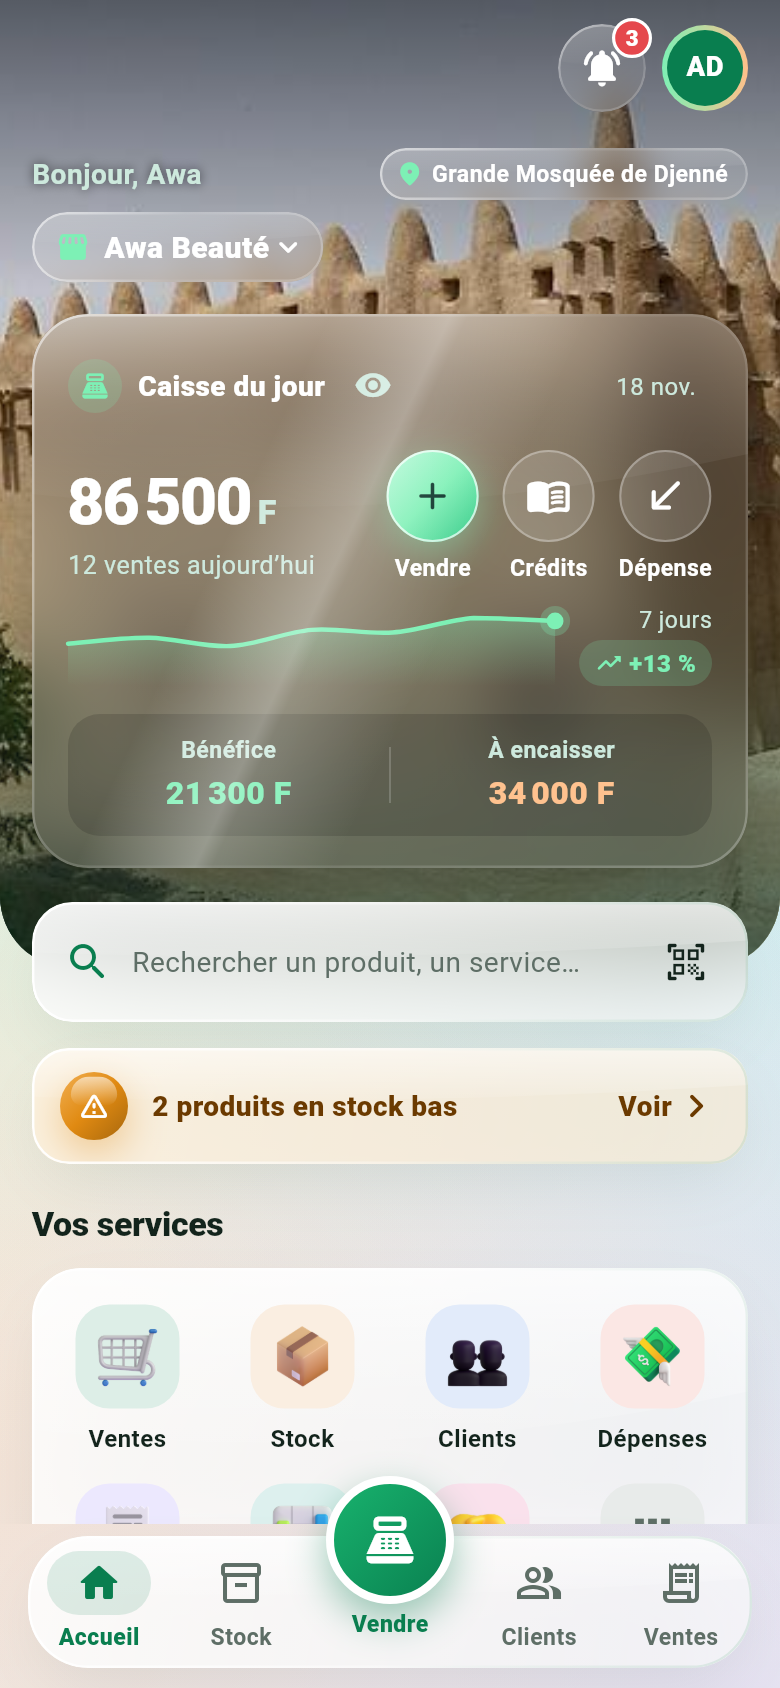 3
AD
Bonjour, Awa
Grande Mosquée de Djenné
Awa Beauté
Caisse du jour
18 nov.
86 500 F
12 ventes aujourd’hui
Vendre
Crédits
Dépense
7 jours
+13 %
Bénéfice
21 300 F
À encaisser
34 000 F
Rechercher un produit, un service…
2 produits en stock bas
Voir
Vos services
Ventes
Stock
Clients
Dépenses
Accueil
Stock
Vendre
Clients
Ventes